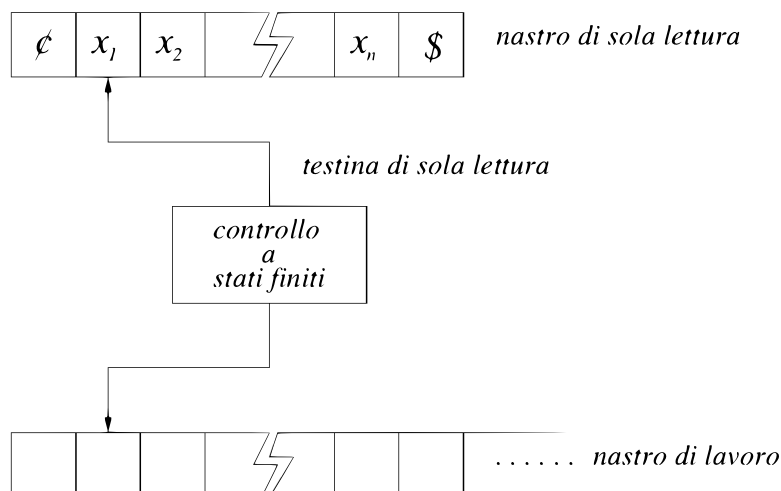 ¢ x₁ x₂ xₙ $ nastro di sola lettura
testina di sola lettura
controllo
a
stati finiti
...... nastro di lavoro